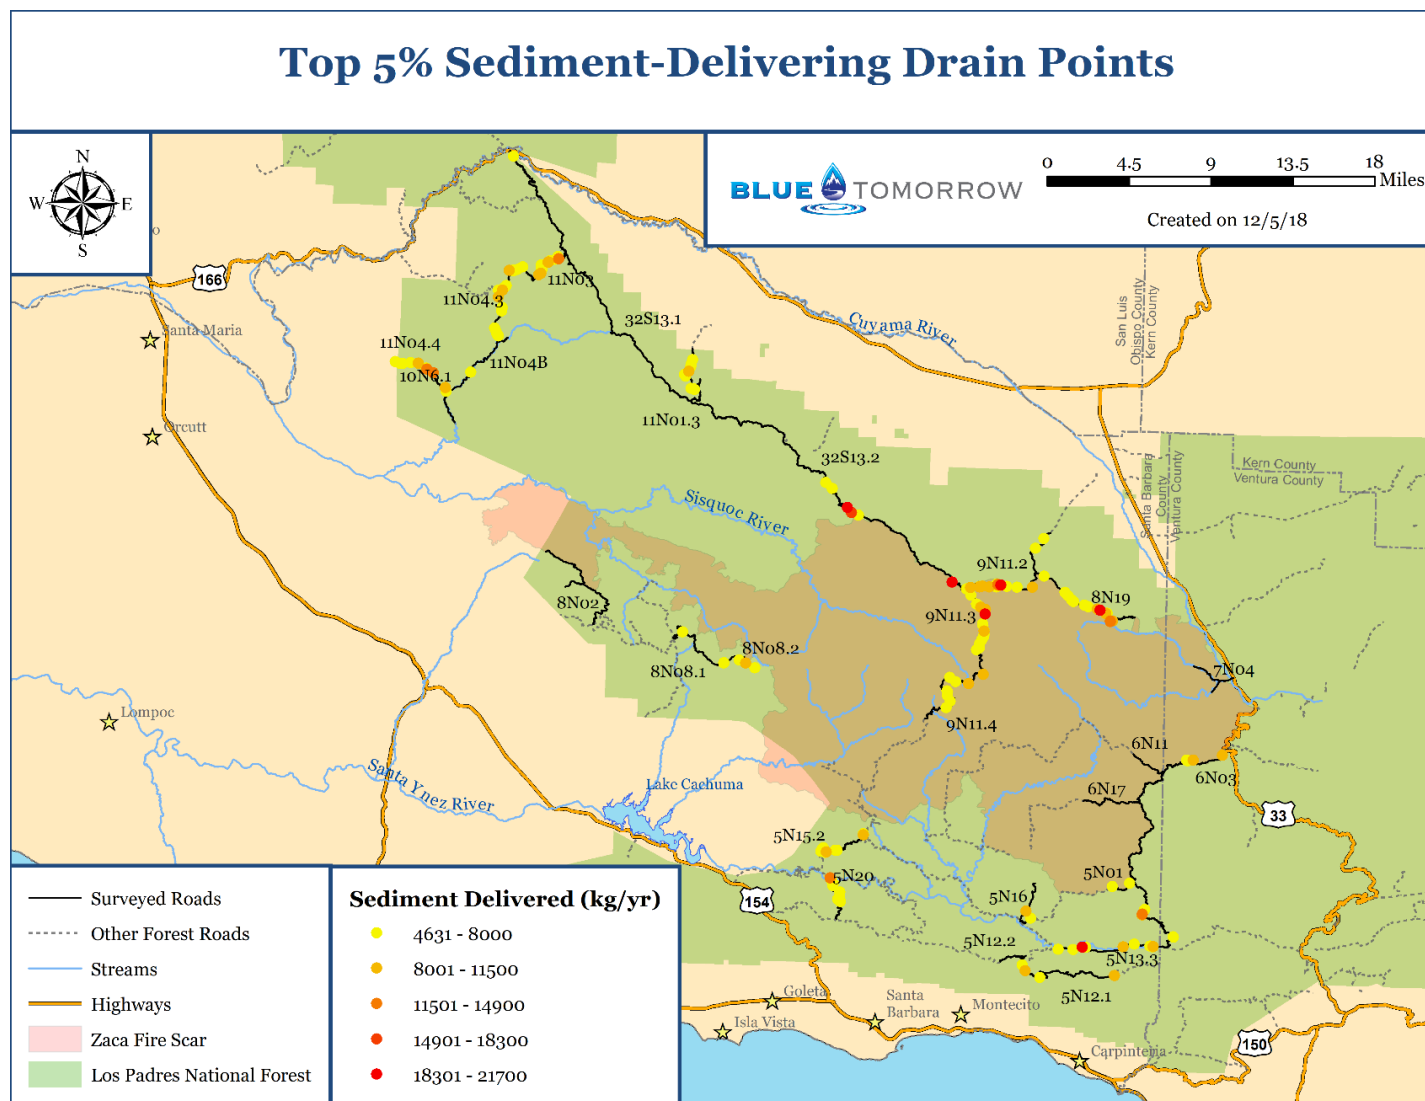 Top 5% Sediment-Delivering Drain Points
N
W
E
S
BLUE TOMORROW
0 4.5 9 13.5 18
Miles
Created on 12/5/18
166
Santa Maria
Orcutt
Lompoc
11N03
11N04.3
32S13.1
11N04.4
10N6.1
11N04B
11N01.3
32S13.2
Cuyama River
San Luis
Obispo County
Kern County
Kern County
Ventura County
Santa Barbara
County
Ventura County
Sisquoc River
9N11.2
8N19
9N11.3
8N02
8N08.1
8N08.2
7N04
9N11.4
6N11
6N03
6N17
Santa Ynez River
Lake Cachuma
33
5N15.2
5N20
5N01
5N16
154
5N12.2
5N13.3
5N12.1
Goleta
Santa
Barbara
Montecito
Isla Vista
Carpinteria
150
Surveyed Roads
Other Forest Roads
Streams
Highways
Zaca Fire Scar
Los Padres National Forest
Sediment Delivered (kg/yr)
4631 - 8000
8001 - 11500
11501 - 14900
14901 - 18300
18301 - 21700